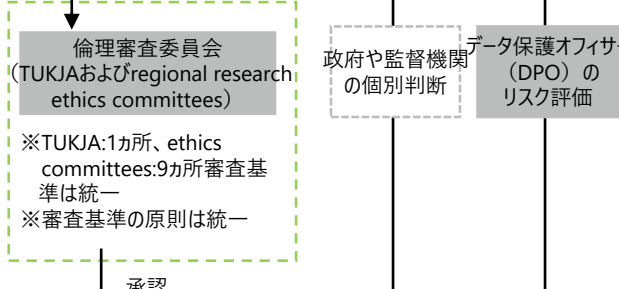 倫理審査委員会
(TUKJAおよびregional research
ethics committees)
※TUKJA:1ヵ所、ethics
committees:9ヵ所審査基
準は統一
※審査基準の原則は統一
承認
政府や監督機関
の個別判断
データ保護オフィサー
(DPO)の
リスク評価